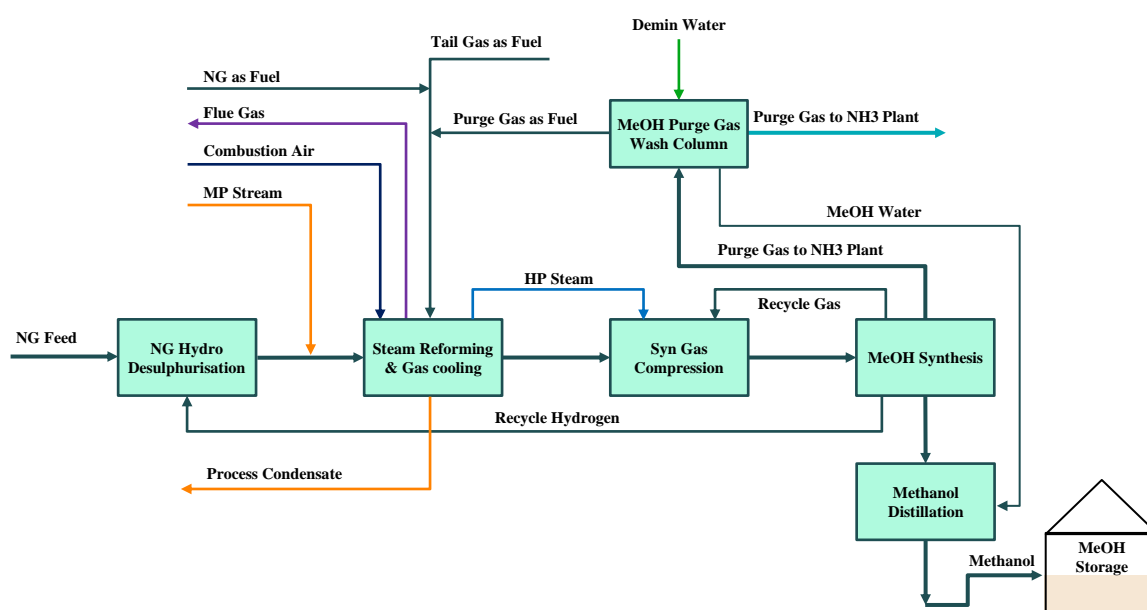 Demin Water
Tail Gas as Fuel
NG as Fuel
Flue Gas
Purge Gas as Fuel
MeOH Purge Gas
Wash Column
Purge Gas to NH3 Plant
Combustion Air
MP Stream
MeOH Water
Purge Gas to NH3 Plant
HP Steam
Recycle Gas
NG Feed
NG Hydro
Desulphurisation
Steam Reforming
& Gas cooling
Syn Gas
Compression
MeOH Synthesis
Recycle Hydrogen
Process Condensate
Methanol
Distillation
Methanol
MeOH
Storage